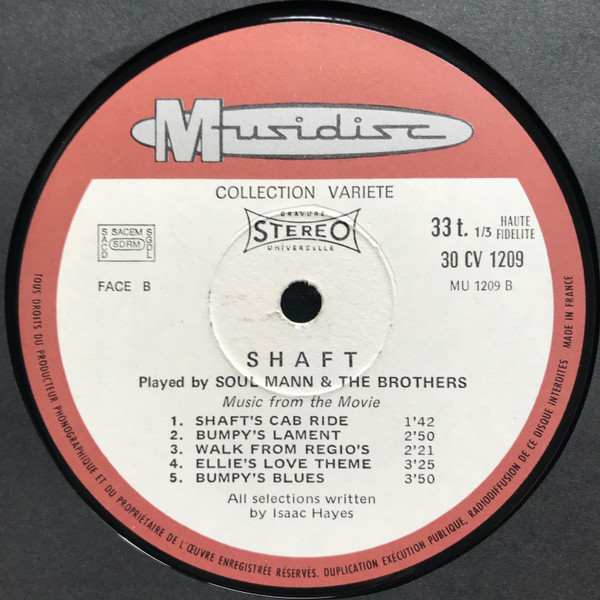 Musidisc
COLLECTION VARIETE
GRAVURE
STEREO
UNIVERSELLE
SACEM
SACD
SDRM
SGDL
33 t. 1/3 HAUTE FIDELITE
30 CV 1209
FACE B
MU 1209 B
SHAFT
Played by SOUL MANN & THE BROTHERS
Music from the Movie
1. SHAFT'S CAB RIDE 1'42
2. BUMPY'S LAMENT 2'50
3. WALK FROM REGIO'S 2'21
4. ELLIE'S LOVE THEME 3'25
5. BUMPY'S BLUES 3'50
All selections written
by Isaac Hayes
TOUS DROITS DU PRODUCTEUR PHONOGRAPHIQUE ET DU PROPRIÉTAIRE DE L'ŒUVRE ENREGISTRÉE RÉSERVÉS. DUPLICATION EXÉCUTION PUBLIQUE, RADIODIFFUSION DE CE DISQUE INTERDITES MADE IN FRANCE